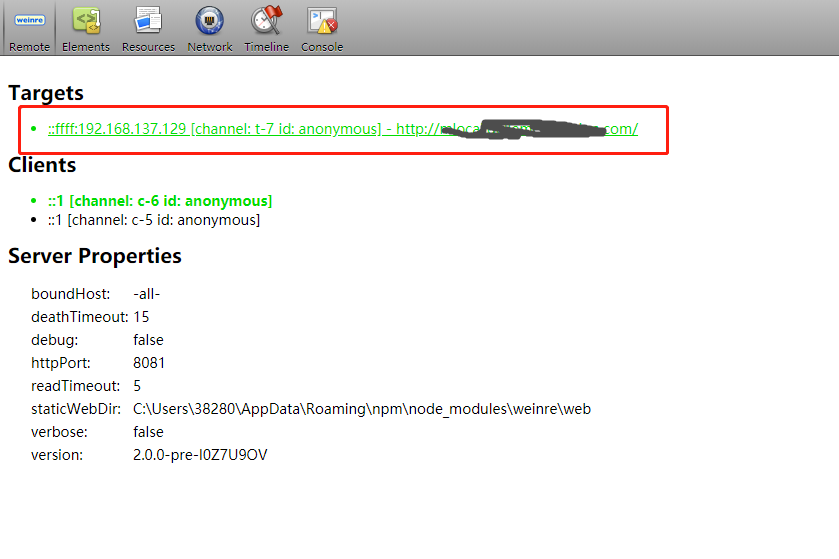 weinre
Remote Elements Resources Network Timeline Console
Targets
::ffff:192.168.137.129 [channel: t-7 id: anonymous] - http:// .com/
Clients
::1 [channel: c-6 id: anonymous]
::1 [channel: c-5 id: anonymous]
Server Properties
boundHost: -all-
deathTimeout: 15
debug: false
httpPort: 8081
readTimeout: 5
staticWebDir: C:\Users\38280\AppData\Roaming\npm\node_modules\weinre\web
verbose: false
version: 2.0.0-pre-I0Z7U9OV